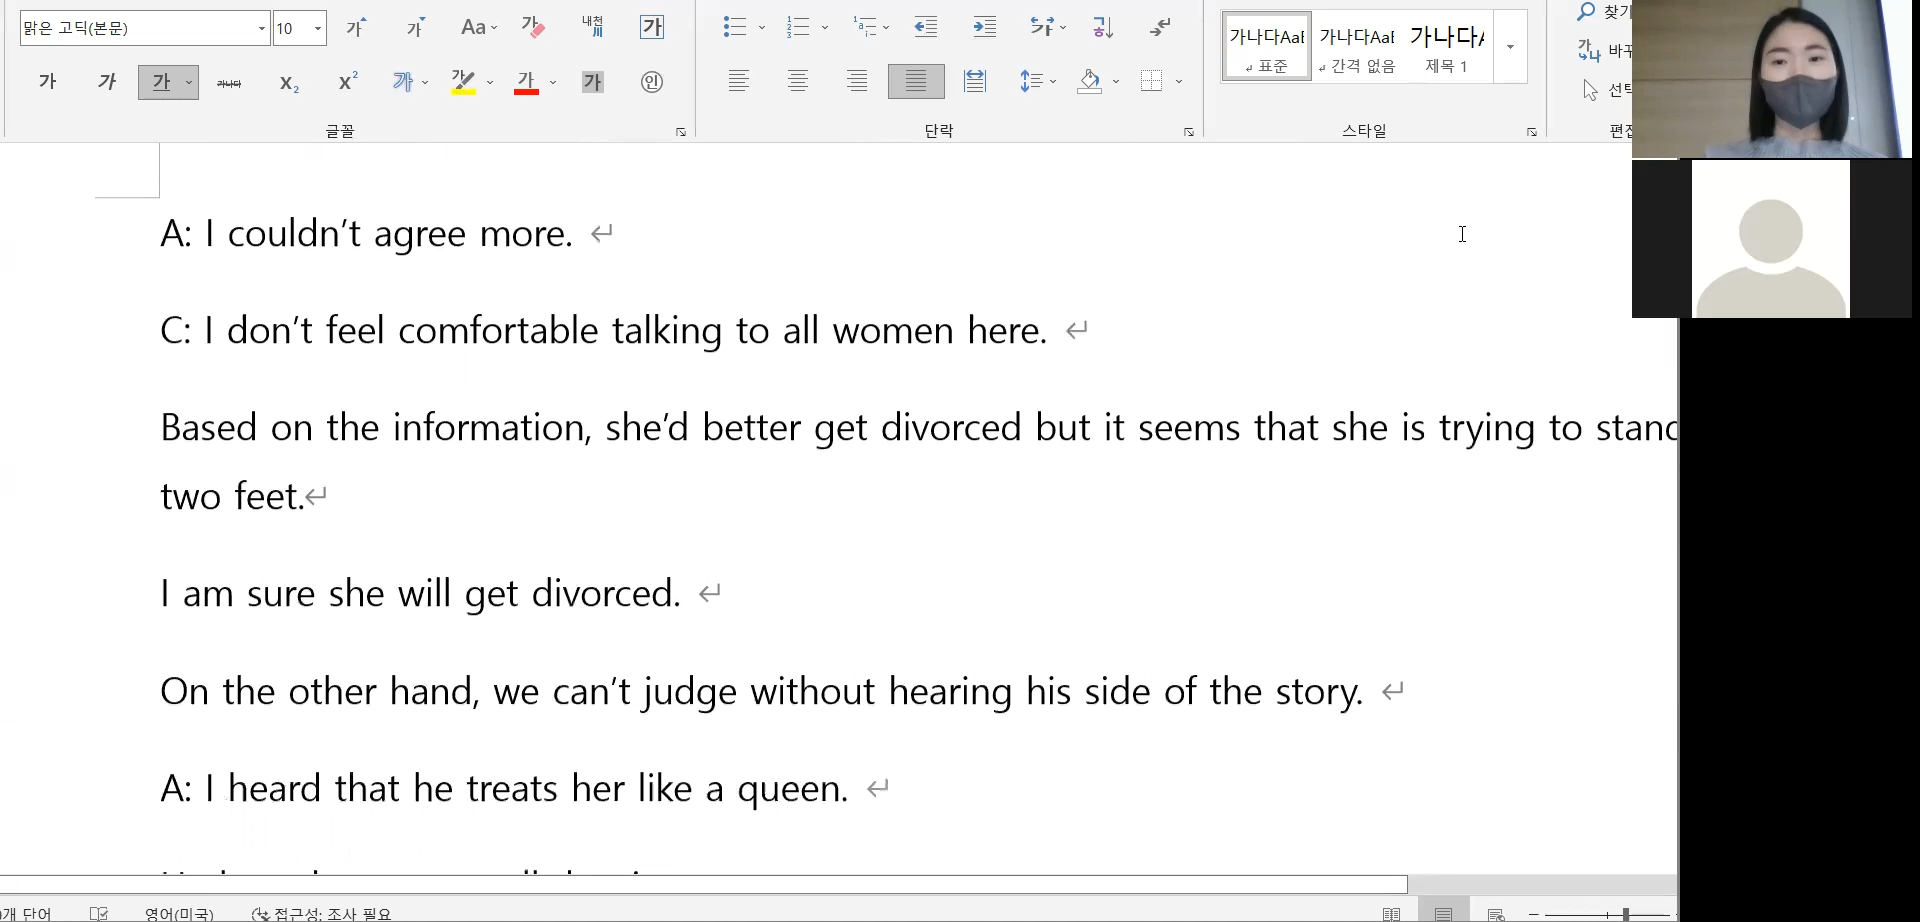 맑은 고딕(본문) 10 가 가 Aa 가 내천 가
가 가 가 가나다 X₂ X² 가 가 가 가 인
글꼴
단락
가나다AaI 가나다AaI 가나다
표준 간격 없음 제목 1
스타일
찾기
선택
편집
A: I couldn’t agree more.
C: I don’t feel comfortable talking to all women here.
Based on the information, she’d better get divorced but it seems that she is trying to stand
two feet.
I am sure she will get divorced.
On the other hand, we can’t judge without hearing his side of the story.
A: I heard that he treats her like a queen.
개 단어 영어(미국) 접근성: 조사 필요